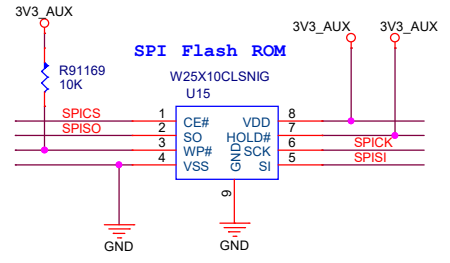 3V3_AUX
3V3_AUX 3V3_AUX
SPI Flash ROM
R91169
10K
W25X10CLSNIG
U15
SPICS 1 CE# VDD 8
SPISO 2 SO HOLD# 7
3 WP# SCK 6 SPICK
4 VSS SI 5 SPISI
GND
9
GND
GND